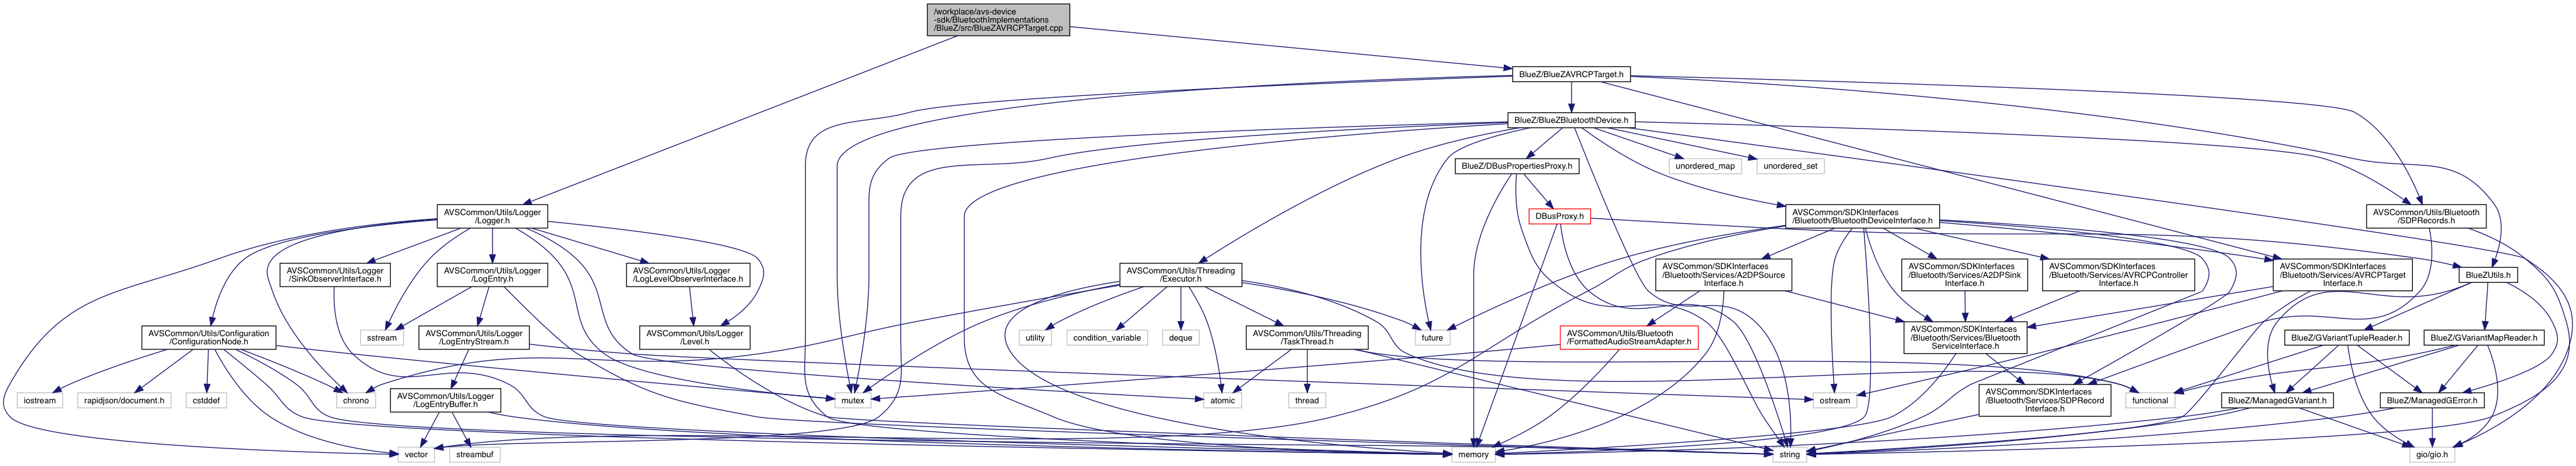 /workplace/avs-device
-sdk/BluetoothImplementations
/BlueZ/src/BlueZAVRCPTarget.cpp
BlueZ/BlueZAVRCPTarget.h
BlueZ/BlueZBluetoothDevice.h
BlueZ/DBusPropertiesProxy.h
unordered_map
unordered_set
AVSCommon/Utils/Logger
/Logger.h
DBusProxy.h
AVSCommon/SDKInterfaces
/Bluetooth/BluetoothDeviceInterface.h
AVSCommon/Utils/Bluetooth
/SDPRecords.h
AVSCommon/Utils/Logger
/SinkObserverInterface.h
AVSCommon/Utils/Logger
/LogEntry.h
AVSCommon/Utils/Logger
/LogLevelObserverInterface.h
AVSCommon/Utils/Threading
/Executor.h
AVSCommon/SDKInterfaces
/Bluetooth/Services/A2DPSource
Interface.h
AVSCommon/SDKInterfaces
/Bluetooth/Services/A2DPSink
Interface.h
AVSCommon/SDKInterfaces
/Bluetooth/Services/AVRCPController
Interface.h
AVSCommon/SDKInterfaces
/Bluetooth/Services/AVRCPTarget
Interface.h
BlueZUtils.h
AVSCommon/Utils/Configuration
/ConfigurationNode.h
sstream
AVSCommon/Utils/Logger
/LogEntryStream.h
AVSCommon/Utils/Logger
/Level.h
utility
condition_variable
deque
AVSCommon/Utils/Threading
/TaskThread.h
future
AVSCommon/Utils/Bluetooth
/FormattedAudioStreamAdapter.h
AVSCommon/SDKInterfaces
/Bluetooth/Services/Bluetooth
ServiceInterface.h
BlueZ/GVariantTupleReader.h
BlueZ/GVariantMapReader.h
iostream
rapidjson/document.h
cstddef
chrono
AVSCommon/Utils/Logger
/LogEntryBuffer.h
mutex
atomic
thread
ostream
AVSCommon/SDKInterfaces
/Bluetooth/Services/SDPRecord
Interface.h
functional
BlueZ/ManagedGVariant.h
BlueZ/ManagedGError.h
vector
streambuf
memory
string
gio/gio.h